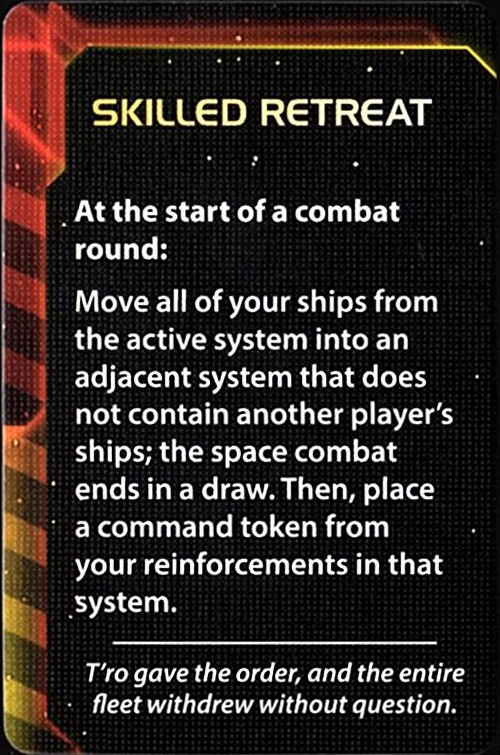 SKILLED RETREAT
At the start of a combat
round:
Move all of your ships from
the active system into an
adjacent system that does
not contain another player’s
ships; the space combat
ends in a draw. Then, place
a command token from
your reinforcements in that
system.
T’ro gave the order, and the entire
fleet withdrew without question.